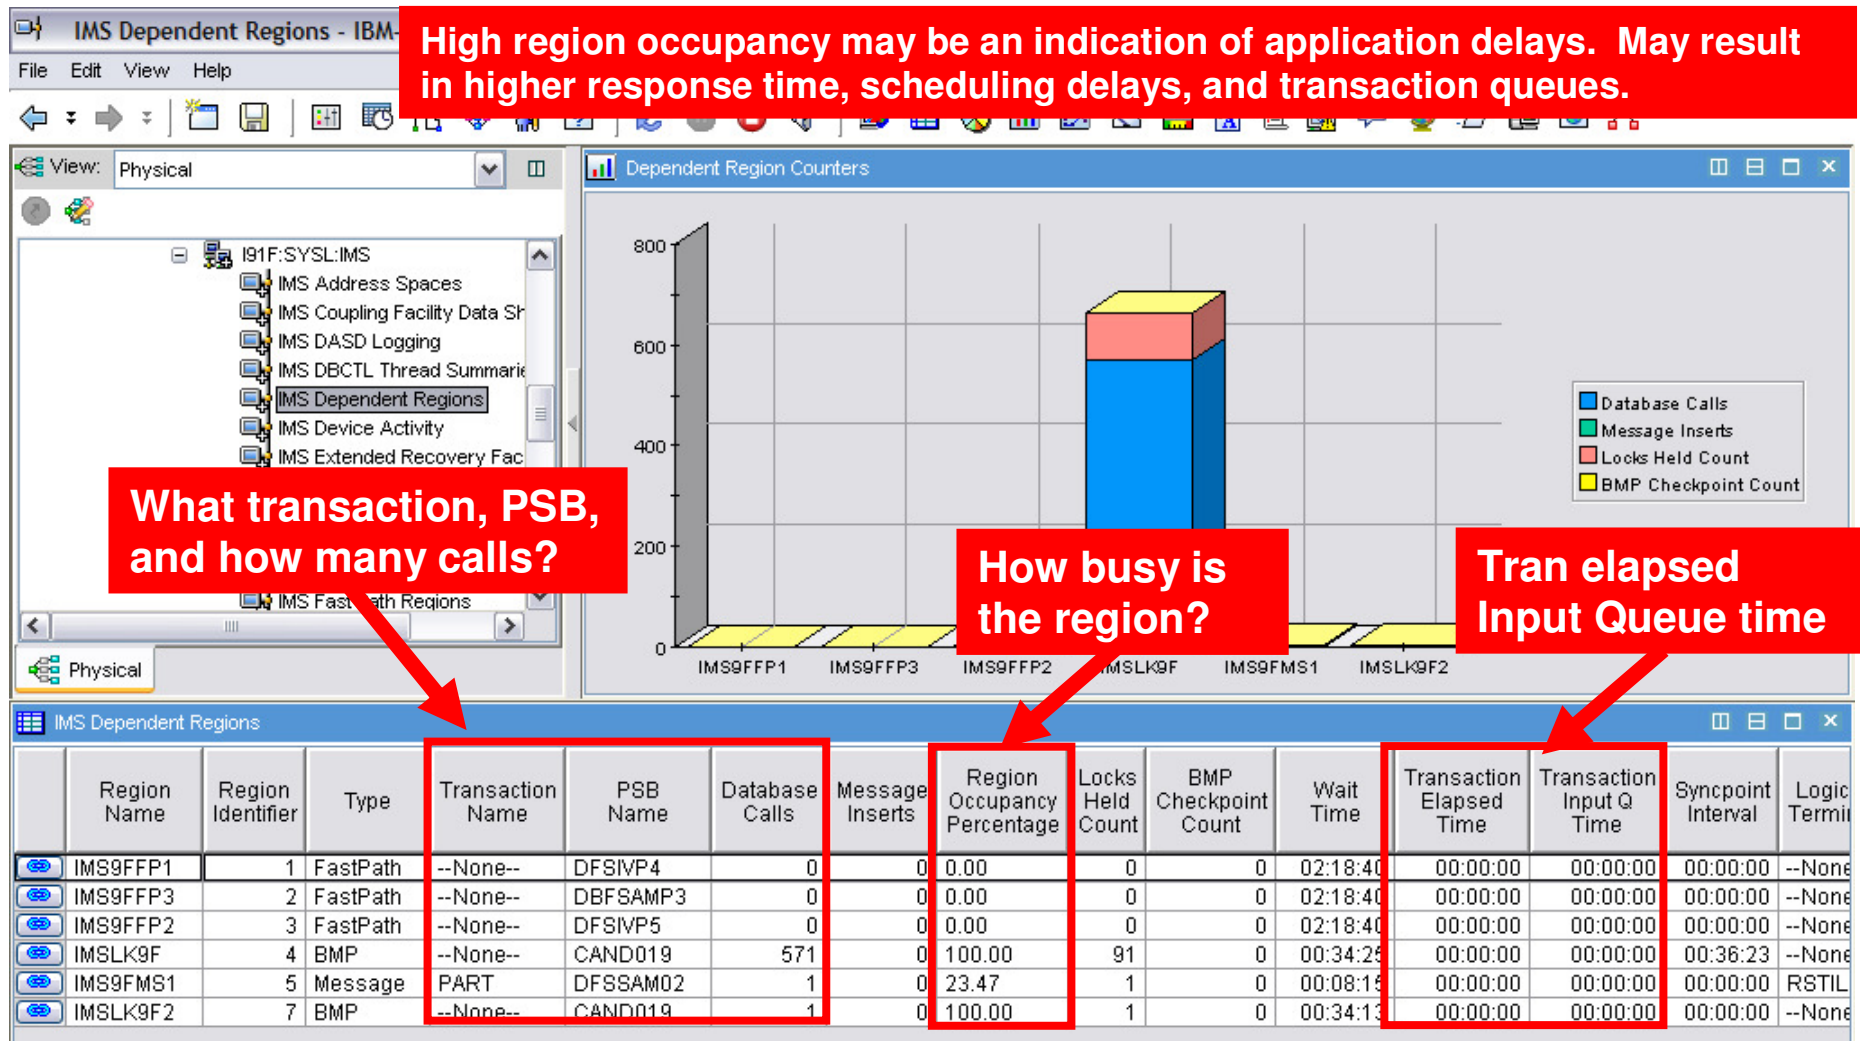 IMS Dependent Regions - IBM-
High region occupancy may be an indication of application delays. May result
in higher response time, scheduling delays, and transaction queues.
File Edit View Help
View: Physical
I91F:SYSL:IMS
IMS Address Spaces
IMS Coupling Facility Data Sh
IMS DASD Logging
IMS DBCTL Thread Summarie
IMS Dependent Regions
IMS Device Activity
IMS Extended Recovery Fac
What transaction, PSB,
and how many calls?
IMS Fast Path Regions
Physical
Dependent Region Counters
800
600
400
200
0
IMS9FFP1 IMS9FFP3 IMS9FFP2 IMSLK9F IMS9FMS1 IMSLK9F2
Database Calls
Message Inserts
Locks Held Count
BMP Checkpoint Count
How busy is
the region?
Tran elapsed
Input Queue time
IMS Dependent Regions
Region Name Region Identifier Type Transaction Name PSB Name Database Calls Message Inserts Region Occupancy Percentage Locks Held Count BMP Checkpoint Count Wait Time Transaction Elapsed Time Transaction Input Q Time Syncpoint Interval Logic Termi
IMS9FFP1 1 FastPath --None-- DFSIVP4 0 0 0.00 0 0 02:18:40 00:00:00 00:00:00 00:00:00 --None
IMS9FFP3 2 FastPath --None-- DBFSAMP3 0 0 0.00 0 0 02:18:40 00:00:00 00:00:00 00:00:00 --None
IMS9FFP2 3 FastPath --None-- DFSIVP5 0 0 0.00 0 0 02:18:40 00:00:00 00:00:00 00:00:00 --None
IMSLK9F 4 BMP --None-- CAND019 571 0 100.00 91 0 00:34:25 00:00:00 00:00:00 00:36:23 --None
IMS9FMS1 5 Message PART DFSSAM02 1 0 23.47 1 0 00:08:15 00:00:00 00:00:00 00:00:00 RSTIL
IMSLK9F2 7 BMP --None-- CAND019 1 0 100.00 1 0 00:34:13 00:00:00 00:00:00 00:00:00 --None